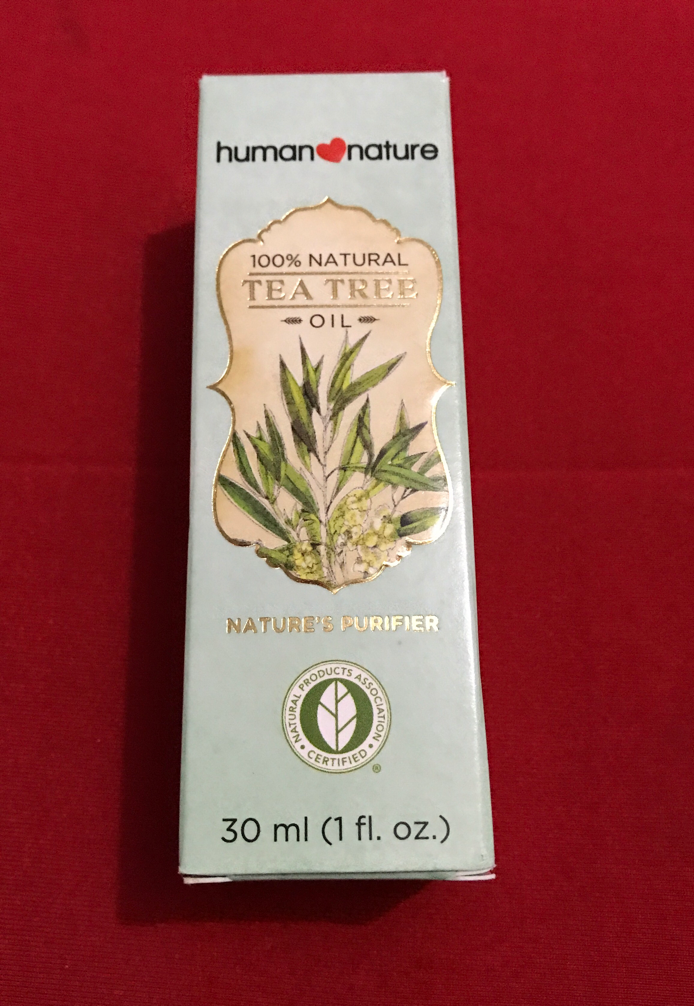 human nature
100% NATURAL
TEA TREE
OIL
NATURE'S PURIFIER
NATURAL PRODUCTS ASSOCIATION
• CERTIFIED •
®
30 ml (1 fl. oz.)